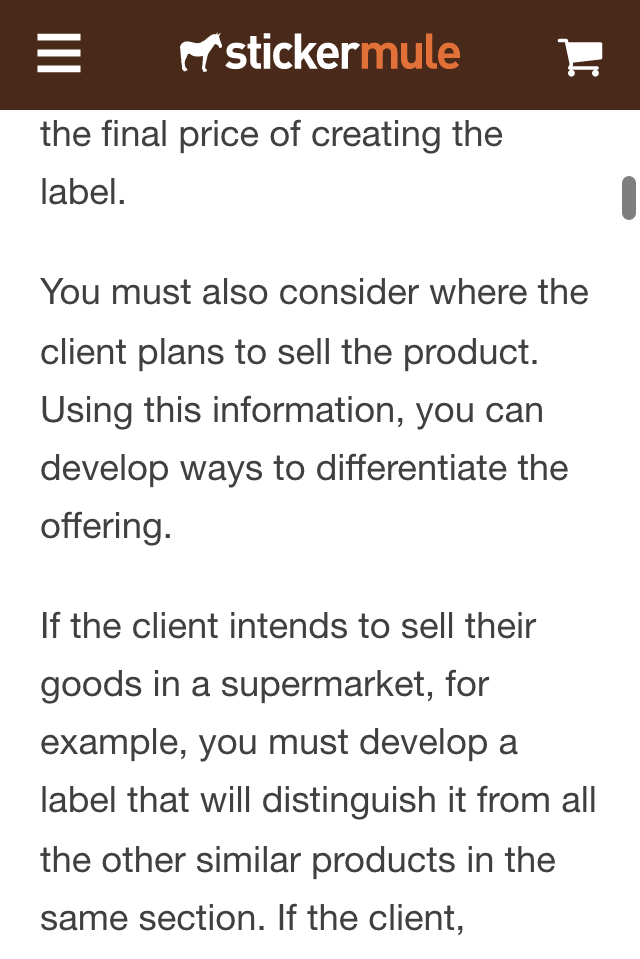 stickermule
the final price of creating the
label.
You must also consider where the
client plans to sell the product.
Using this information, you can
develop ways to differentiate the
offering.
If the client intends to sell their
goods in a supermarket, for
example, you must develop a
label that will distinguish it from all
the other similar products in the
same section. If the client,